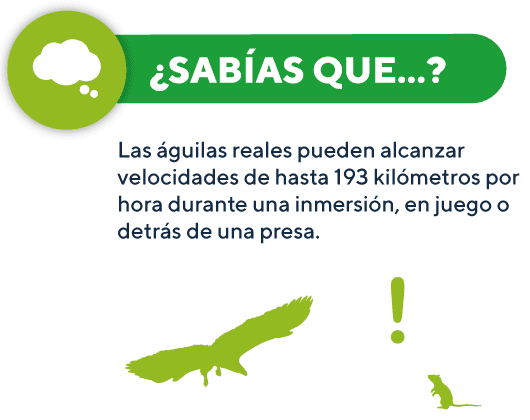 ¿SABÍAS QUE...?
Las águilas reales pueden alcanzar
velocidades de hasta 193 kilómetros por
hora durante una inmersión, en juego o
detrás de una presa.
!